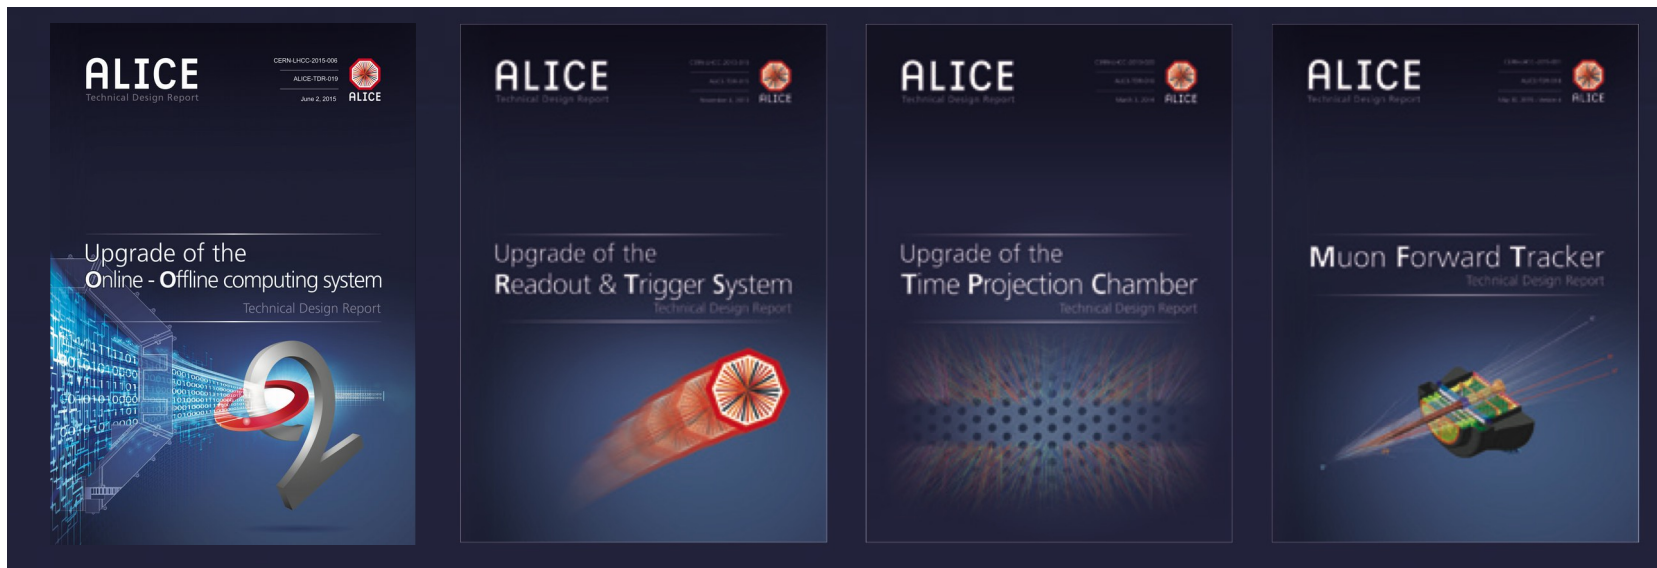 ALICE
Technical Design Report
CERN-LHCC-2015-006
ALICE-TDR-019
June 2, 2015
ALICE
Upgrade of the
Online - Offline computing system
Technical Design Report
ALICE
Technical Design Report
ALICE
Upgrade of the
Readout & Trigger System
Technical Design Report
ALICE
Technical Design Report
ALICE
Upgrade of the
Time Projection Chamber
Technical Design Report
ALICE
Technical Design Report
ALICE
Muon Forward Tracker
Technical Design Report